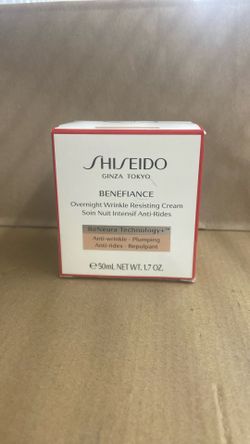 SHISEIDO
GINZA TOKYO
BENEFIANCE
Overnight Wrinkle Resisting Cream
Soin Nuit Intensif Anti-Rides
ReNeura Technology+™
Anti-wrinkle · Plumping
Anti-rides · Repulpant
℮ 50mL NET WT. 1.7 OZ.